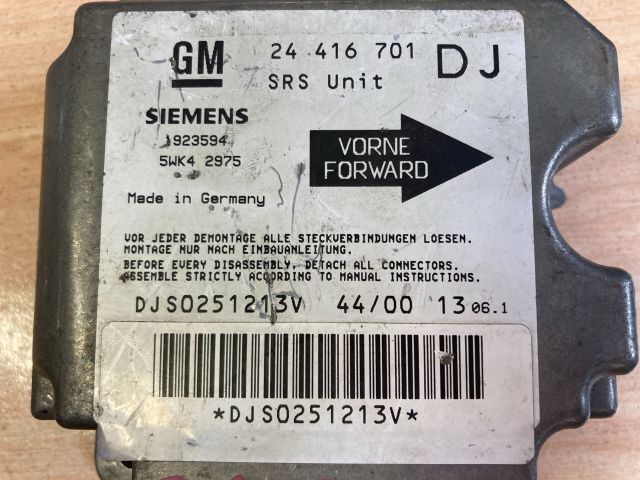 GM 24 416 701 DJ
SRS Unit
SIEMENS
1923594
5WK4 2975
VORNE
FORWARD
Made in Germany
VOR JEDER DEMONTAGE ALLE STECKVERBINDUNGEN LOESEN.
MONTAGE NUR NACH EINBAUANLEITUNG.
BEFORE EVERY DISASSEMBLY, DETACH ALL CONNECTORS.
ASSEMBLE STRICTLY ACCORDING TO MANUAL INSTRUCTIONS.
DJS0251213V 44/00 13 06.1
*DJS0251213V*